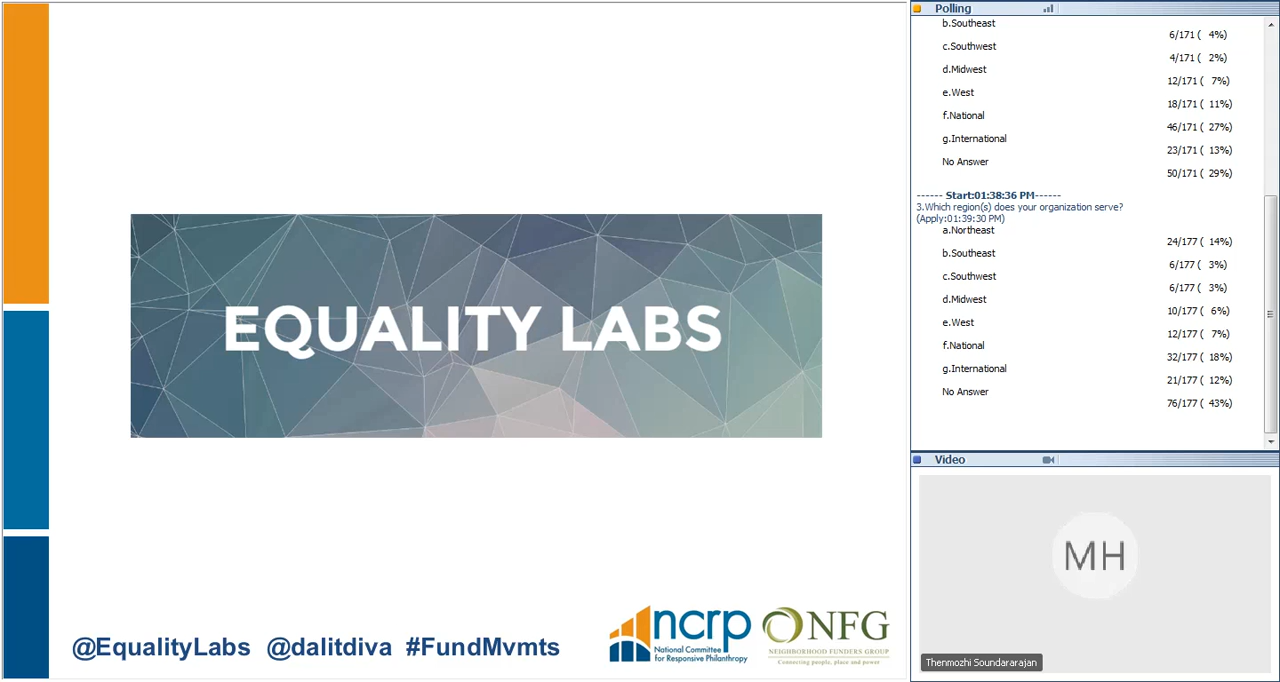 EQUALITY LABS
@EqualityLabs @dalitdiva #FundMvmts
ncrp
National Committee
for Responsive Philanthropy
NFG
NEIGHBORHOOD FUNDERS GROUP
Connecting people, place and power
Polling
b.Southeast
6/171 ( 4%)
c.Southwest
4/171 ( 2%)
d.Midwest
12/171 ( 7%)
e.West
18/171 ( 11%)
f.National
46/171 ( 27%)
g.International
23/171 ( 13%)
No Answer
50/171 ( 29%)
------ Start:01:38:36 PM------
3.Which region(s) does your organization serve?
(Apply:01:39:30 PM)
a.Northeast
24/177 ( 14%)
b.Southeast
6/177 ( 3%)
c.Southwest
6/177 ( 3%)
d.Midwest
10/177 ( 6%)
e.West
12/177 ( 7%)
f.National
32/177 ( 18%)
g.International
21/177 ( 12%)
No Answer
76/177 ( 43%)
Video
MH
Thenmozhi Soundararajan